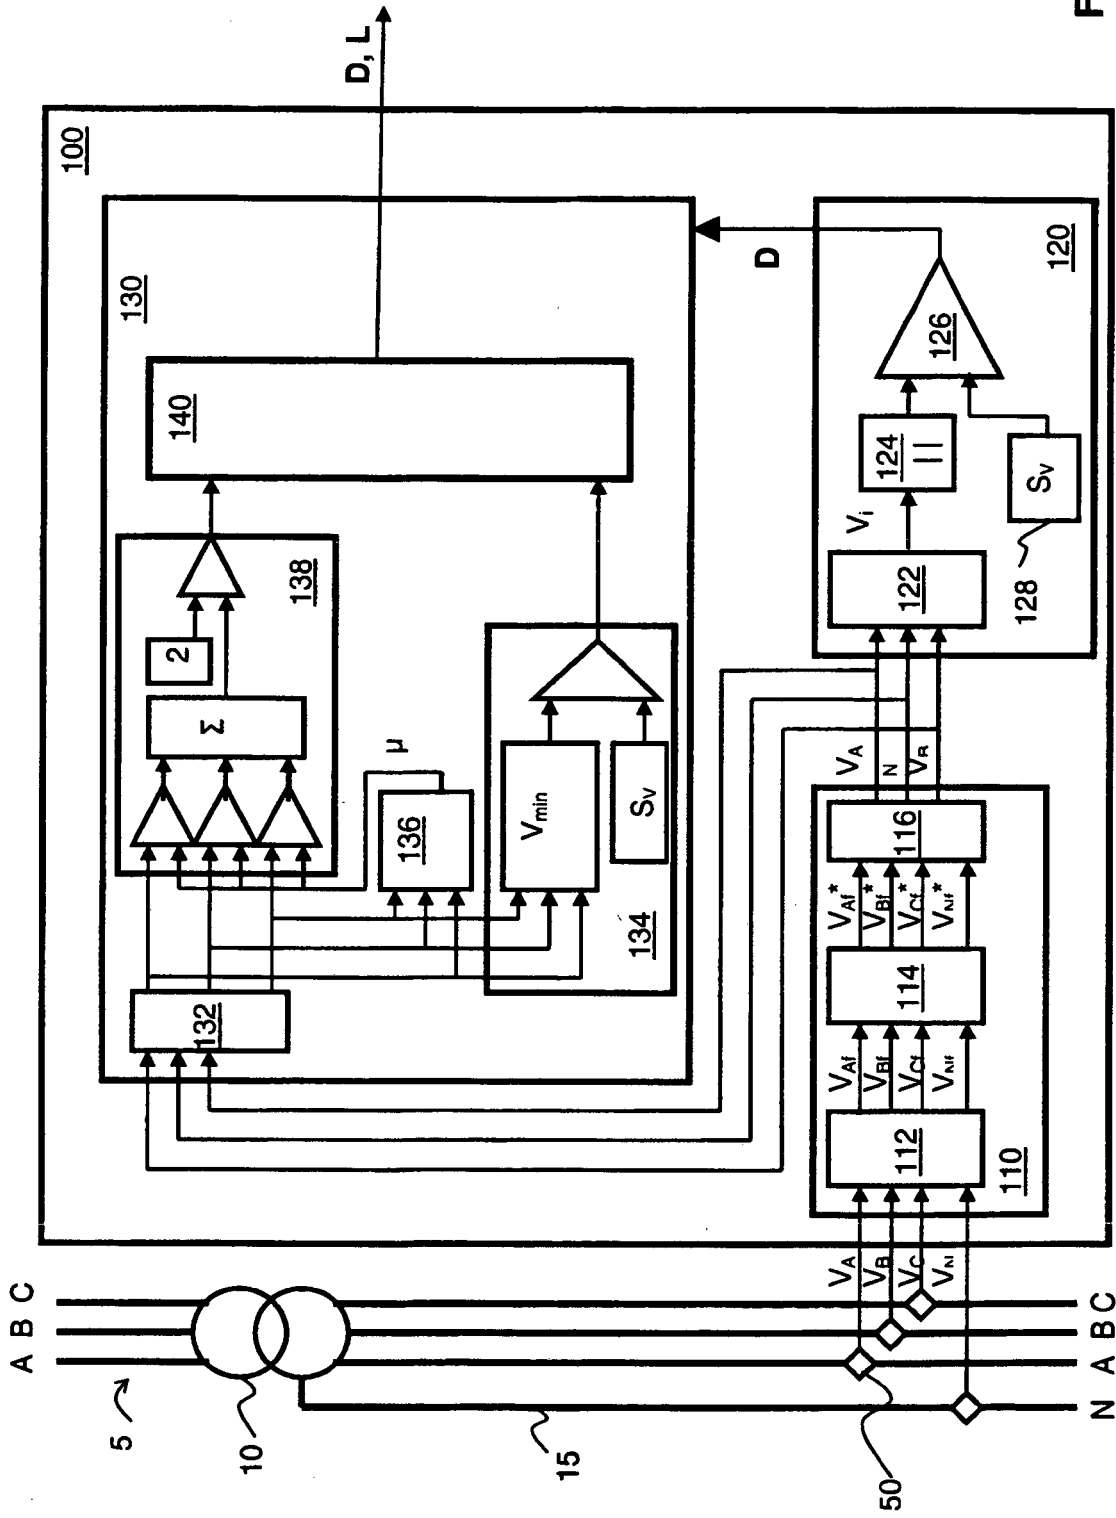 F
D, L
100
130
140
2
138
Σ
μ
136
Vmin
SV
134
132
D
120
126
124
||
SV
128
Vi
122
VA
N
VR
116
VAf*
VBf*
VCf*
VNf*
114
VAf
VBf
VCf
VNf
112
110
VA
VB
VC
VN
A B C
5
10
15
50
N A B C